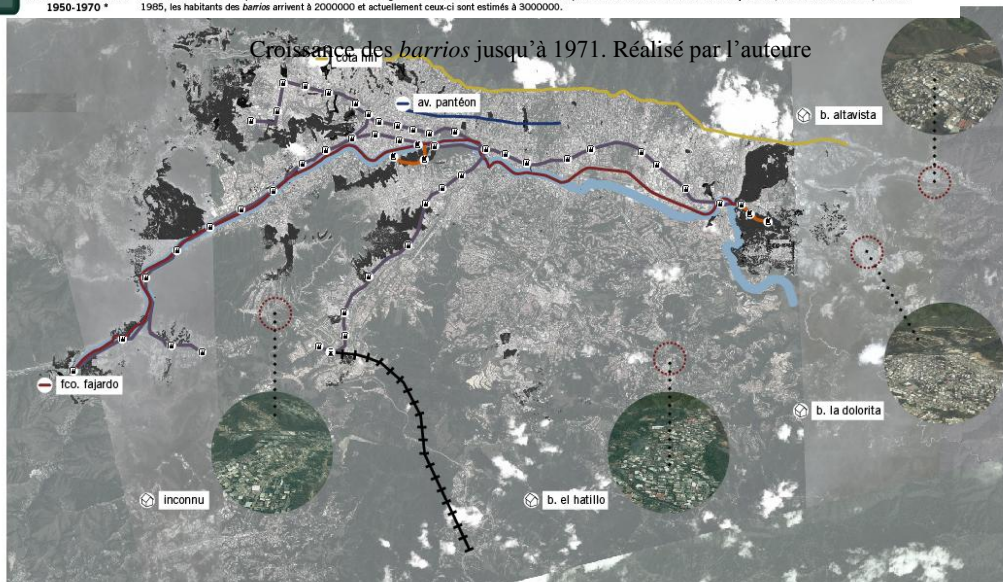 1950-1970 *
1985, les habitants des barrios arrivent à 2000000 et actuellement ceux-ci sont estimés à 3000000.
Croissance des barrios jusqu'à 1971. Réalisé par l'auteure
cota mil
av. pantéon
b. altavista
fco. fajardo
b. la dolorita
inconnu
b. el hatillo